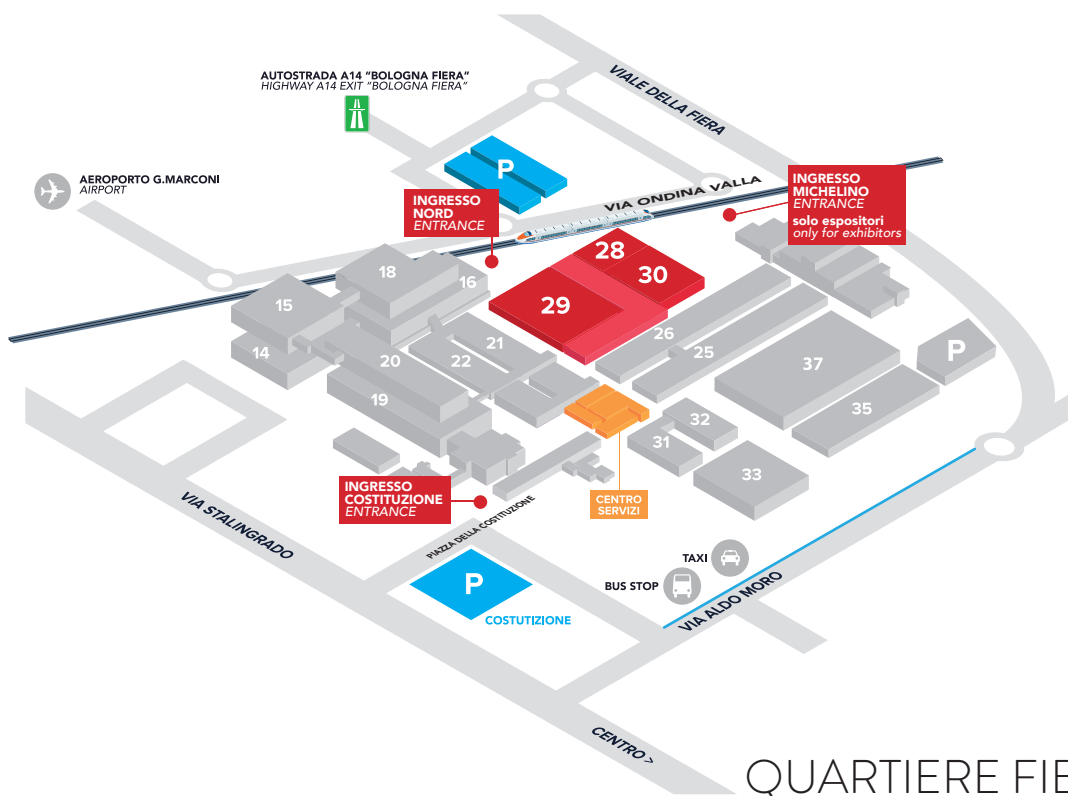 AUTOSTRADA A14 "BOLOGNA FIERA"
HIGHWAY A14 EXIT "BOLOGNA FIERA"
VIALE DELLA FIERA
AEROPORTO G.MARCONI
AIRPORT
P
VIA ONDINA VALLA
INGRESSO
NORD
ENTRANCE
INGRESSO
MICHELINO
ENTRANCE
solo espositori
only for exhibitors
28
30
29
18
16
15
14
20
19
21
22
26
25
37
35
P
32
31
33
CENTRO
SERVIZI
INGRESSO
COSTITUZIONE
ENTRANCE
PIAZZA DELLA COSTITUZIONE
VIA STALINGRADO
P
COSTUTIZIONE
TAXI
BUS STOP
VIA ALDO MORO
CENTRO >
QUARTIERE FIE